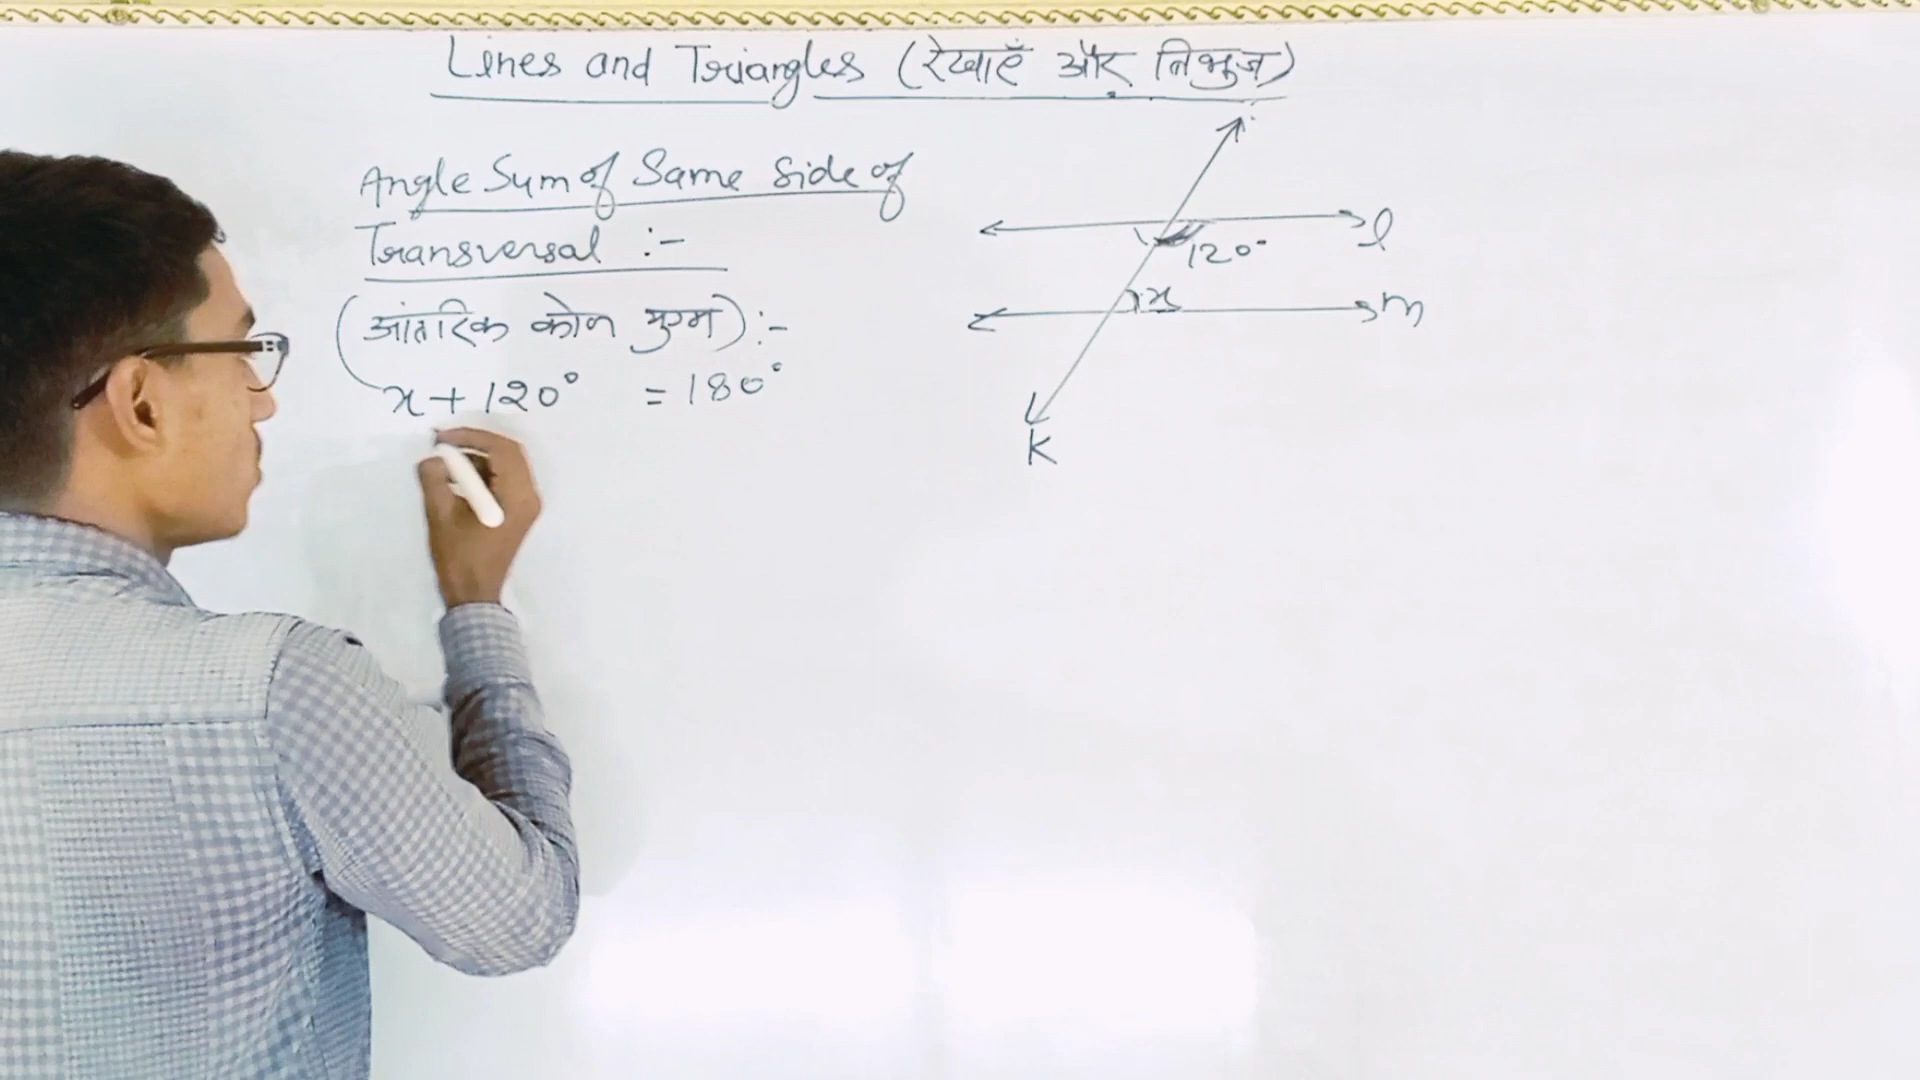 Lines and Triangles (रेखाएँ और त्रिभुज)
Angle Sum of Same Side of
Transversal :-
(आंतरिक कोण युग्म) :-
x + 120° = 180°
l
120°
x
m
K